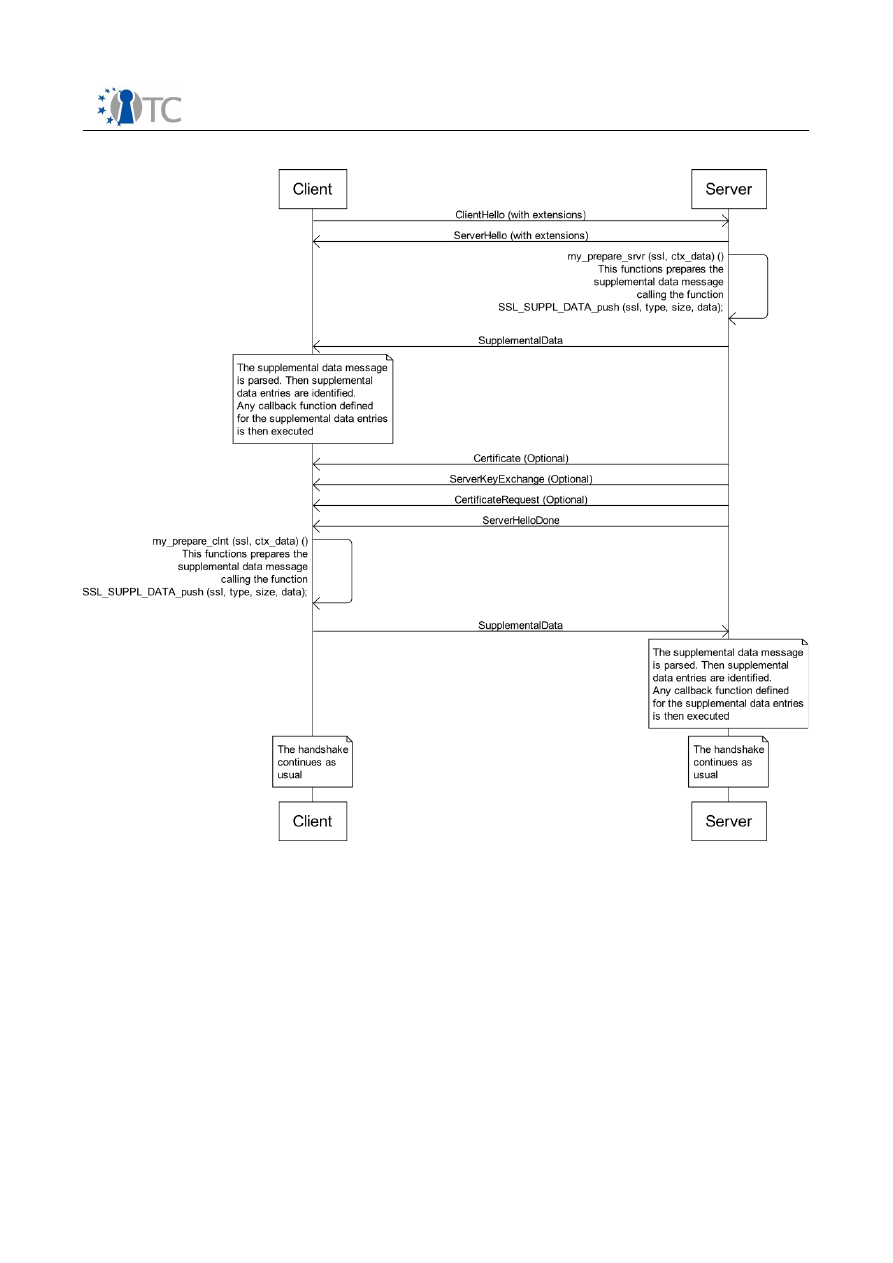 TC
Client
Server
ClientHello (with extensions)
ServerHello (with extensions)
my_prepare_srvr (ssl, ctx_data) ()
This functions prepares the
supplemental data message
calling the function
SSL_SUPPL_DATA_push (ssl, type, size, data);
SupplementalData
The supplemental data message
is parsed. Then supplemental
data entries are identified.
Any callback function defined
for the supplemental data entries
is then executed
Certificate (Optional)
ServerKeyExchange (Optional)
CertificateRequest (Optional)
ServerHelloDone
my_prepare_clnt (ssl, ctx_data) ()
This functions prepares the
supplemental data message
calling the function
SSL_SUPPL_DATA_push (ssl, type, size, data);
SupplementalData
The supplemental data message
is parsed. Then supplemental
data entries are identified.
Any callback function defined
for the supplemental data entries
is then executed
The handshake
continues as
usual
The handshake
continues as
usual
Client
Server